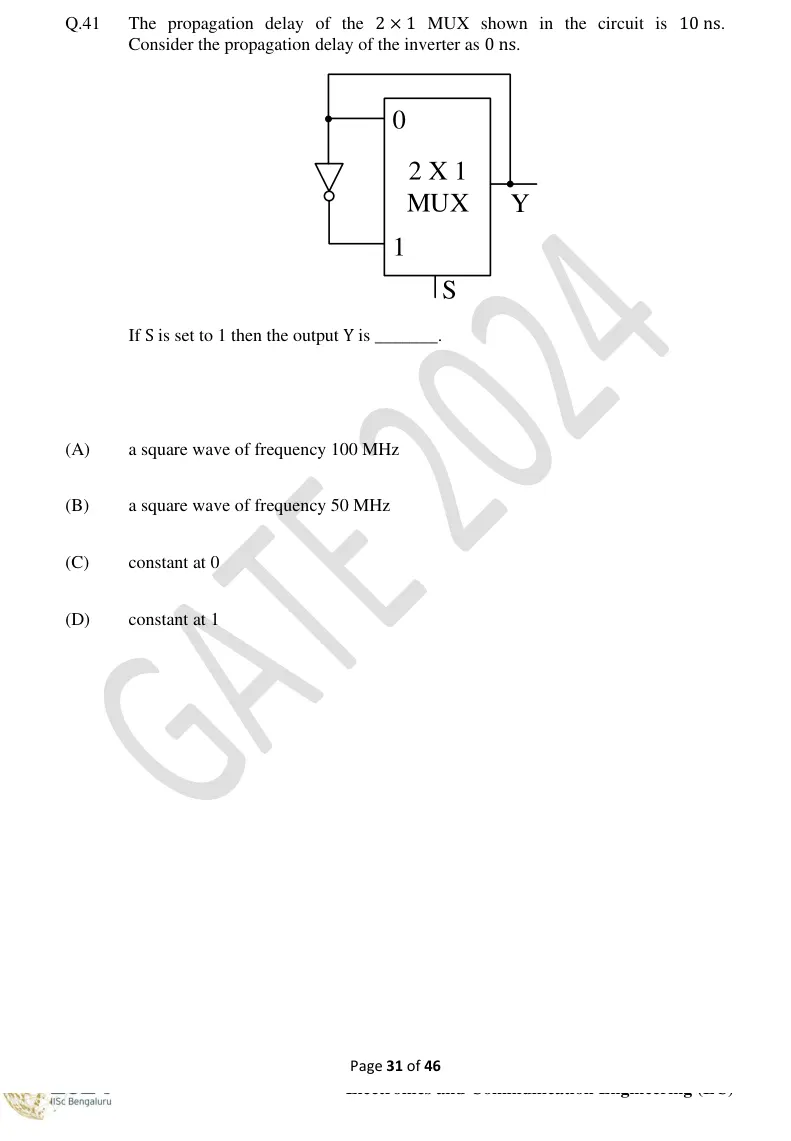 Q.41 The propagation delay of the 2 × 1 MUX shown in the circuit is 10 ns.
Consider the propagation delay of the inverter as 0 ns.
0
2 X 1
MUX
Y
1
S
If S is set to 1 then the output Y is _______.
(A) a square wave of frequency 100 MHz
(B) a square wave of frequency 50 MHz
(C) constant at 0
(D) constant at 1
GATE 2024
Page 31 of 46
IISc Bengaluru